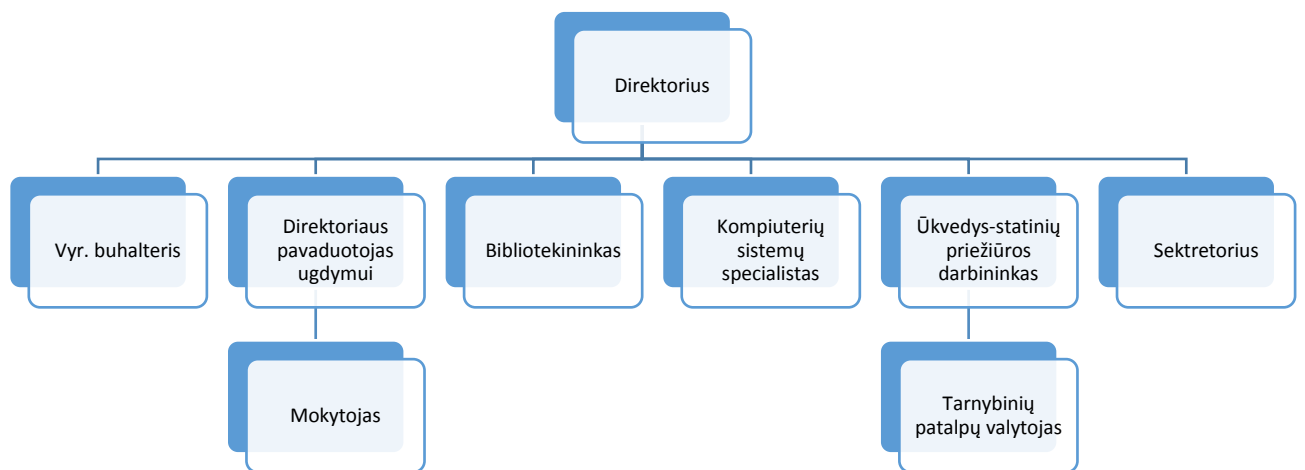 Direktorius
Vyr. buhalteris
Direktoriaus
pavaduotojas
ugdymui
Bibliotekininkas
Kompiuterių
sistemų
specialistas
Ūkvedys-statinių
priežiūros
darbininkas
Sektretorius
Mokytojas
Tarnybinių
patalpų valytojas